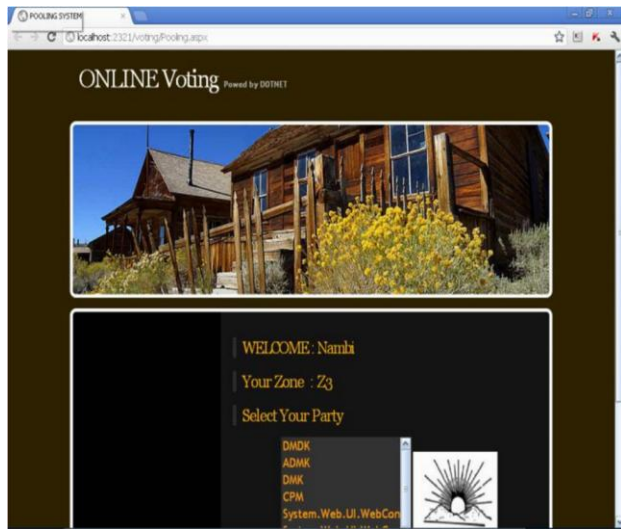 POOLING SYSTEM
localhost:2321/voting/Pooling.aspx
ONLINE Voting Powed by DOTNET
WELCOME : Nambi
Your Zone : Z3
Select Your Party
DMDK
ADMK
DMK
CPM
System.Web.UI.WebCon